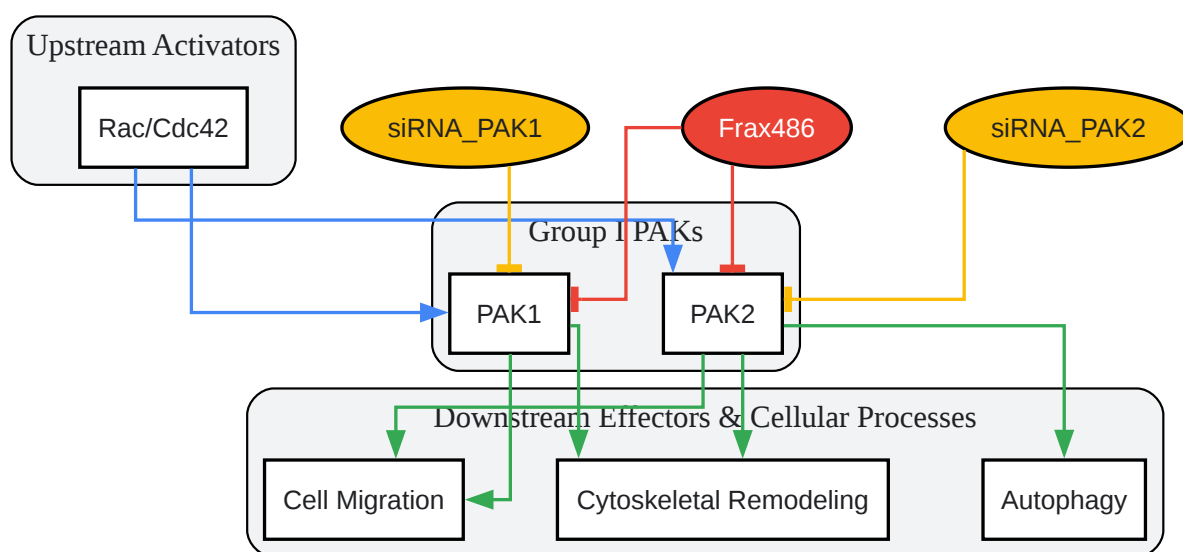 Upstream Activators
Rac/Cdc42
siRNA_PAK1
Frax486
siRNA_PAK2
Group I PAKs
PAK1
PAK2
Downstream Effectors & Cellular Processes
Cell Migration
Cytoskeletal Remodeling
Autophagy